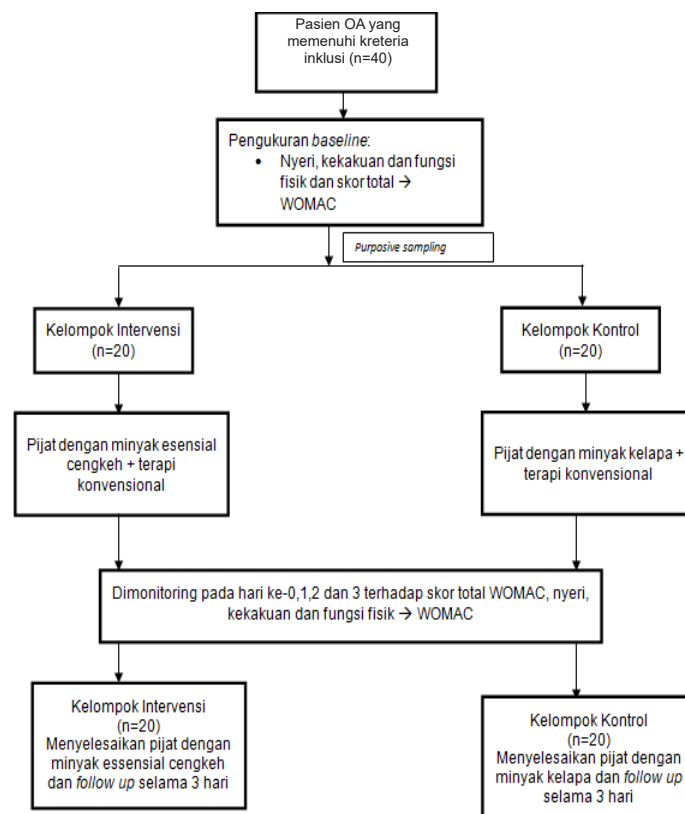 Pasien OA yang
memenuhi kreteria
inklusi (n=40)
Pengukuran baseline:
• Nyeri, kekakuan dan fungsi
fisik dan skor total →
WOMAC
Purposive sampling
Kelompok Intervensi
(n=20)
Kelompok Kontrol
(n=20)
Pijat dengan minyak esensial
cengkeh + terapi
konvensional
Pijat dengan minyak kelapa +
terapi konvensional
Dimonitoring pada hari ke-0,1,2 dan 3 terhadap skor total WOMAC, nyeri,
kekakuan dan fungsi fisik → WOMAC
Kelompok Intervensi
(n=20)
Menyelesaikan pijat dengan
minyak essensial cengkeh
dan follow up selama 3 hari
Kelompok Kontrol
(n=20)
Menyelesaikan pijat dengan
minyak kelapa dan follow up
selama 3 hari